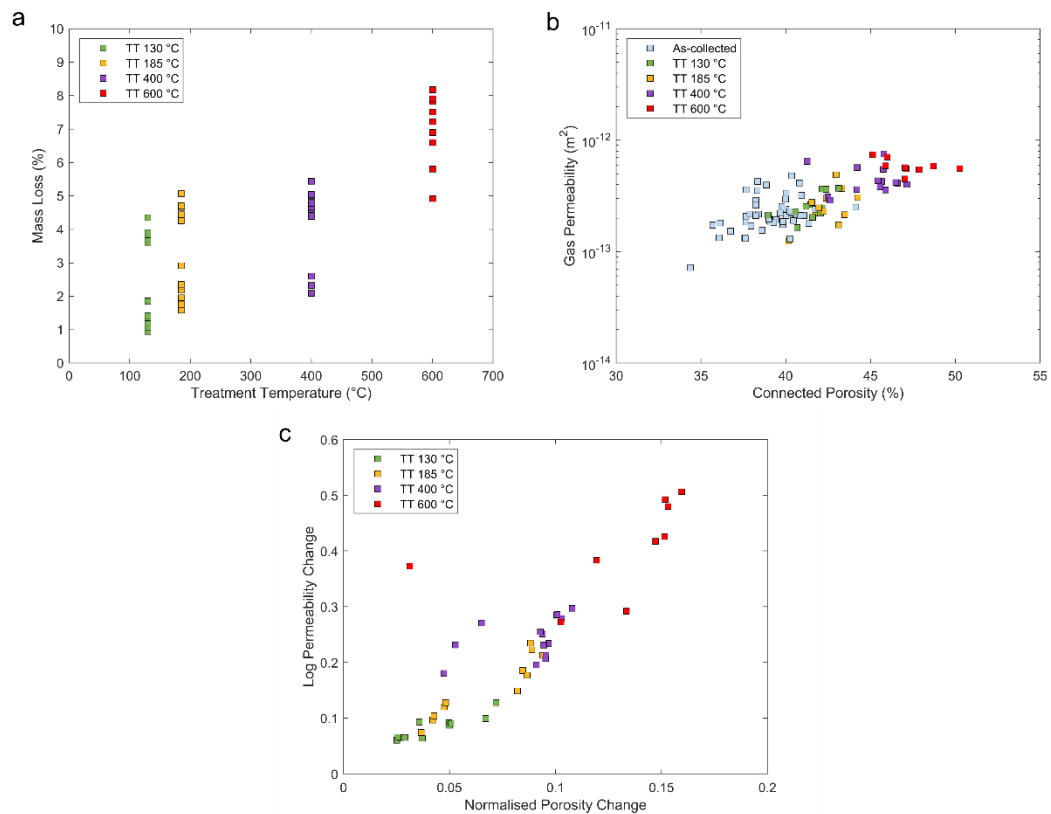 a
10
9
8
7
6
5
4
3
2
1
0
Mass Loss (%)
TT 130 °C
TT 185 °C
TT 400 °C
TT 600 °C
0 100 200 300 400 500 600 700
Treatment Temperature (°C)
b
10⁻¹¹
10⁻¹²
10⁻¹³
10⁻¹⁴
Gas Permeability (m²)
As-collected
TT 130 °C
TT 185 °C
TT 400 °C
TT 600 °C
30 35 40 45 50 55
Connected Porosity (%)
c
0.6
0.5
0.4
0.3
0.2
0.1
0
Log Permeability Change
TT 130 °C
TT 185 °C
TT 400 °C
TT 600 °C
0 0.05 0.1 0.15 0.2
Normalised Porosity Change